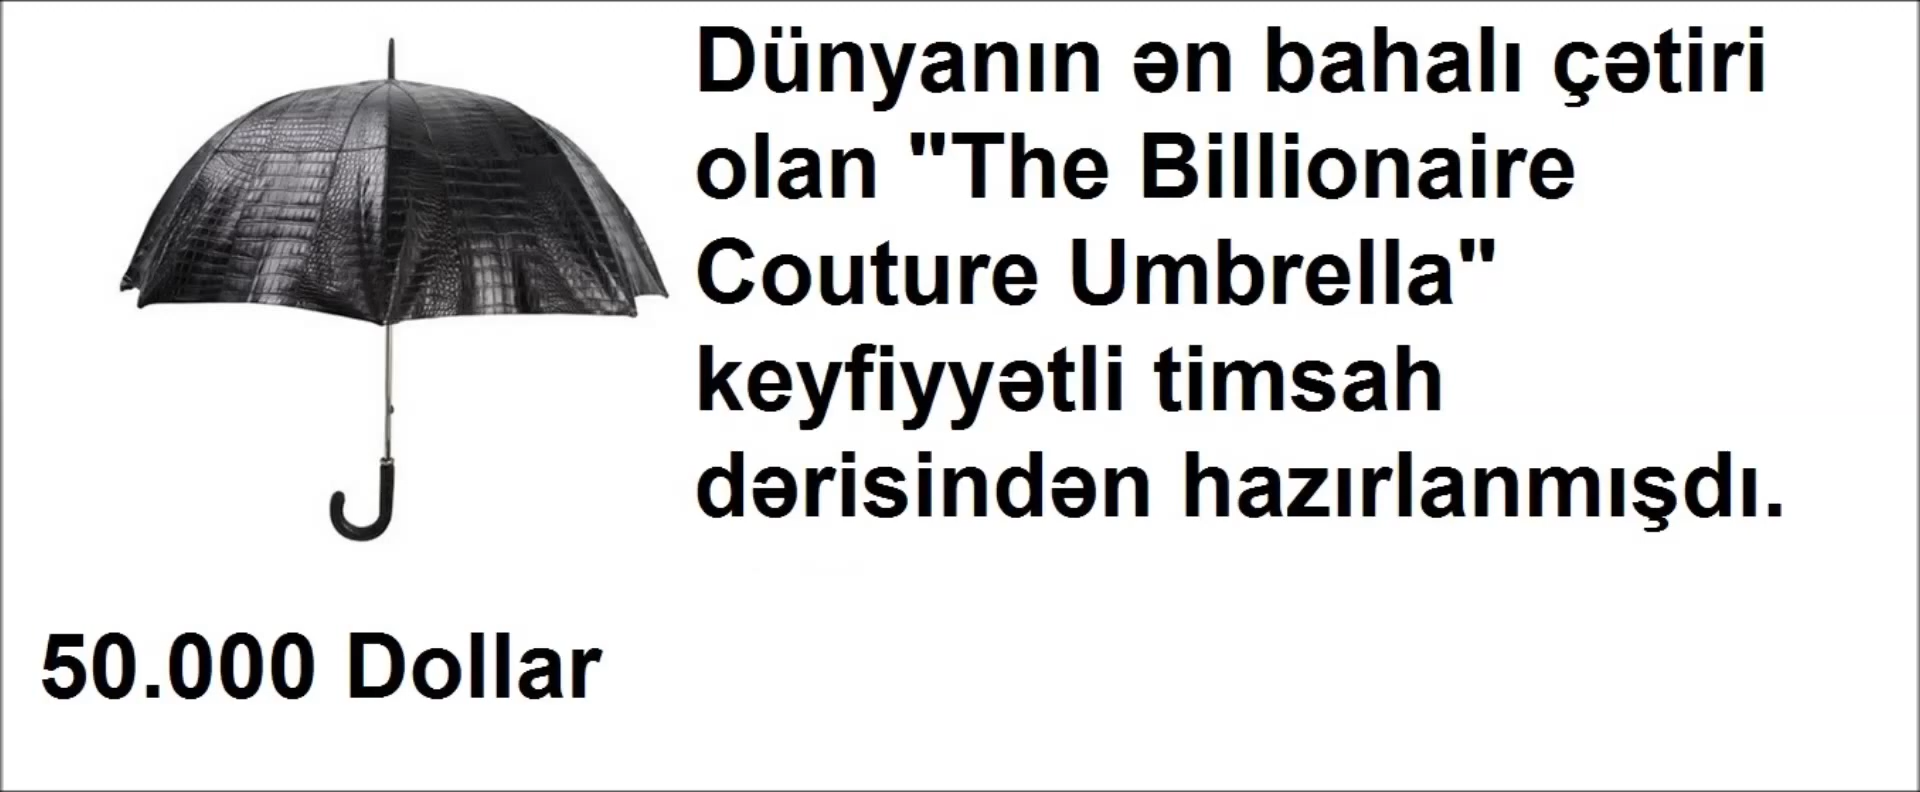 Dünyanın ən bahalı çətiri
olan "The Billionaire
Couture Umbrella"
keyfiyyətli timsah
dərisindən hazırlanmışdı.
50.000 Dollar